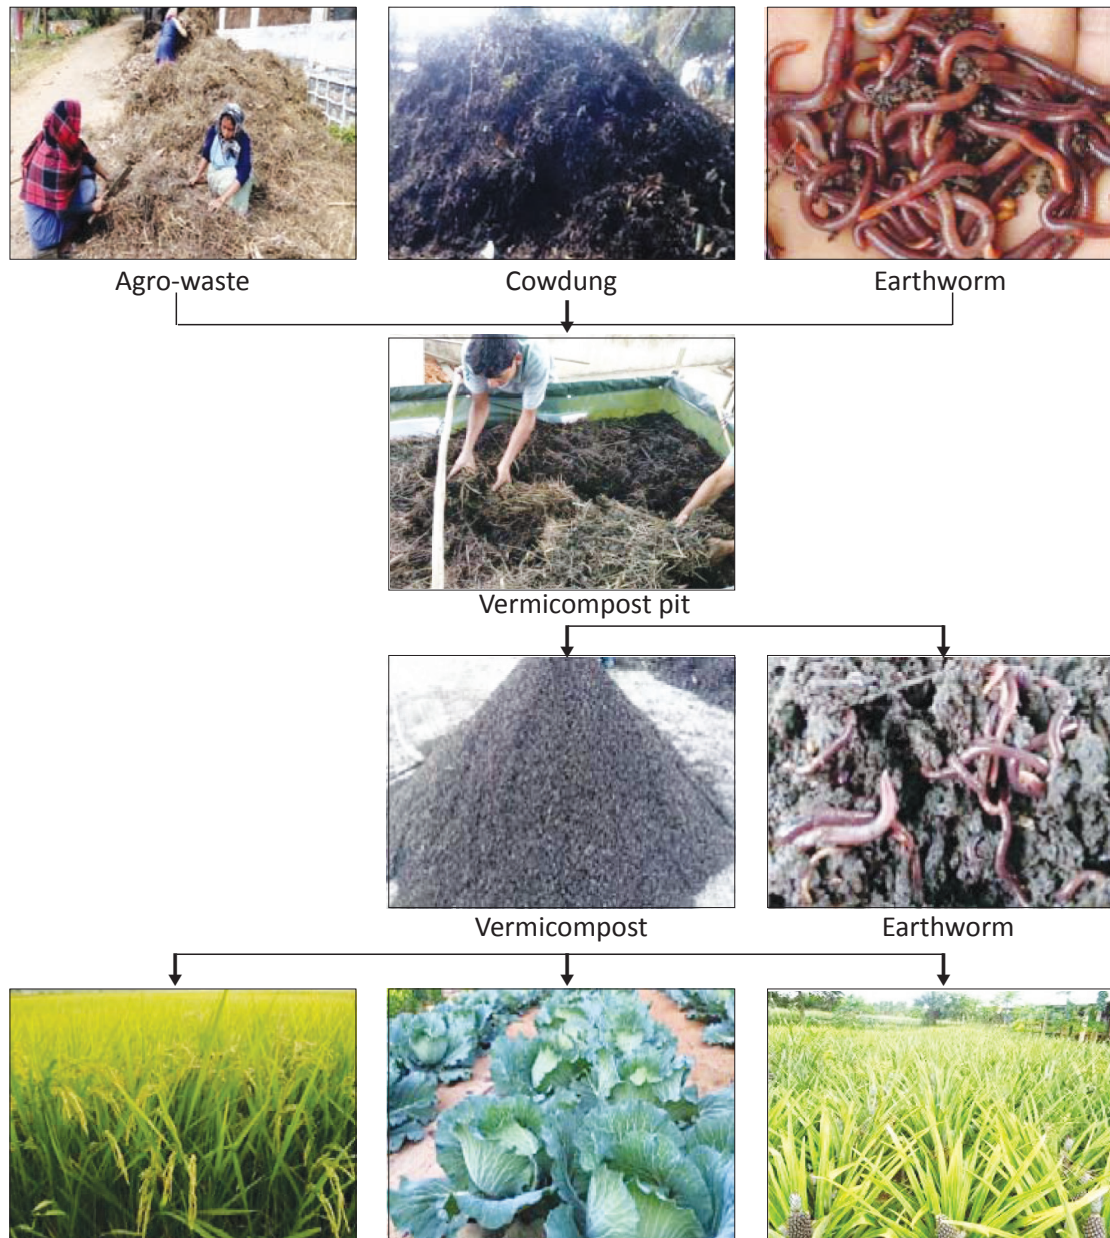 Agro-waste
Cowdung
Earthworm
Vermicompost pit
Vermicompost
Earthworm